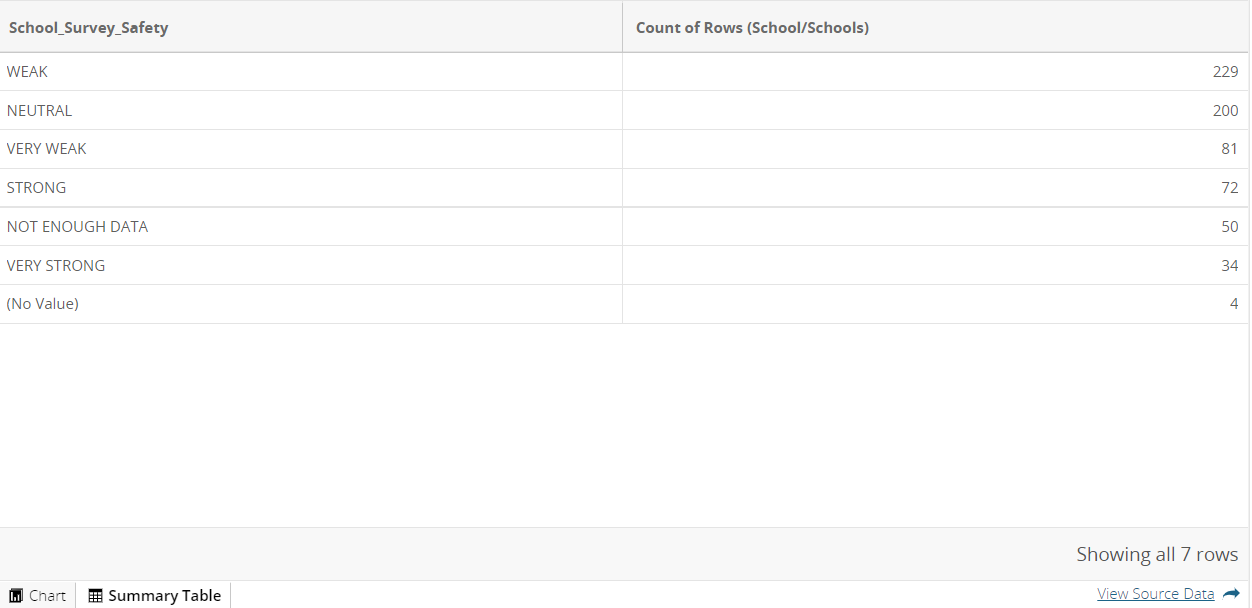 School_Survey_Safety Count of Rows (School/Schools)
WEAK 229
NEUTRAL 200
VERY WEAK 81
STRONG 72
NOT ENOUGH DATA 50
VERY STRONG 34
(No Value) 4
Showing all 7 rows
Chart Summary Table View Source Data